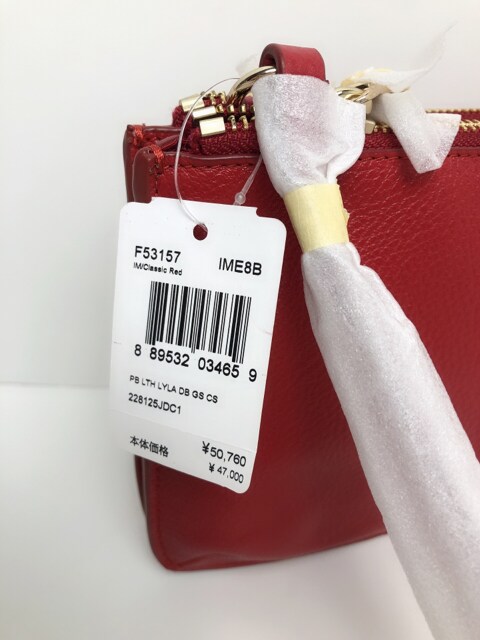 F53157 IME8B
IM/Classic Red
8 89532 03465 9
PB LTH LYLA DB GS CS
228125JDC1
¥50,760
本体価格 ¥47,000